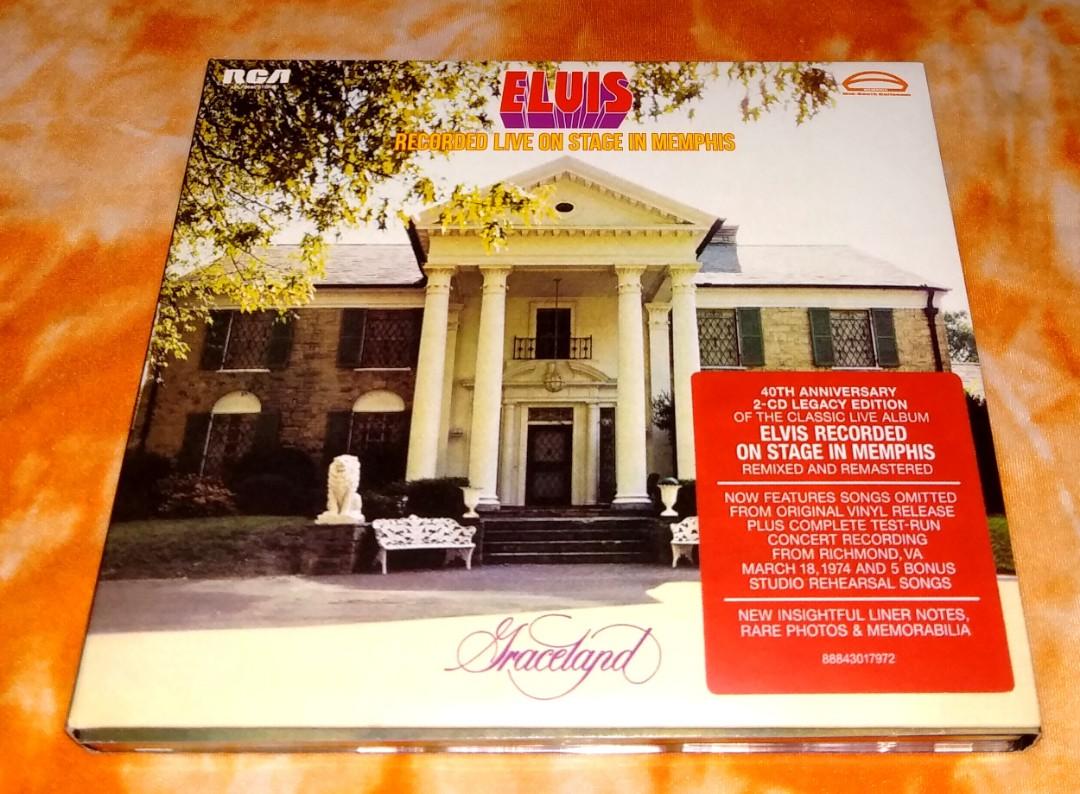 RCA
ELVIS
RECORDED LIVE ON STAGE IN MEMPHIS
Graceland
40TH ANNIVERSARY
2-CD LEGACY EDITION
OF THE CLASSIC LIVE ALBUM
ELVIS RECORDED
ON STAGE IN MEMPHIS
REMIXED AND REMASTERED
NOW FEATURES SONGS OMITTED
FROM ORIGINAL VINYL RELEASE
PLUS COMPLETE TEST-RUN
CONCERT RECORDING
FROM RICHMOND, VA
MARCH 18, 1974 AND 5 BONUS
STUDIO REHEARSAL SONGS
NEW INSIGHTFUL LINER NOTES,
RARE PHOTOS & MEMORABILIA
88843017972